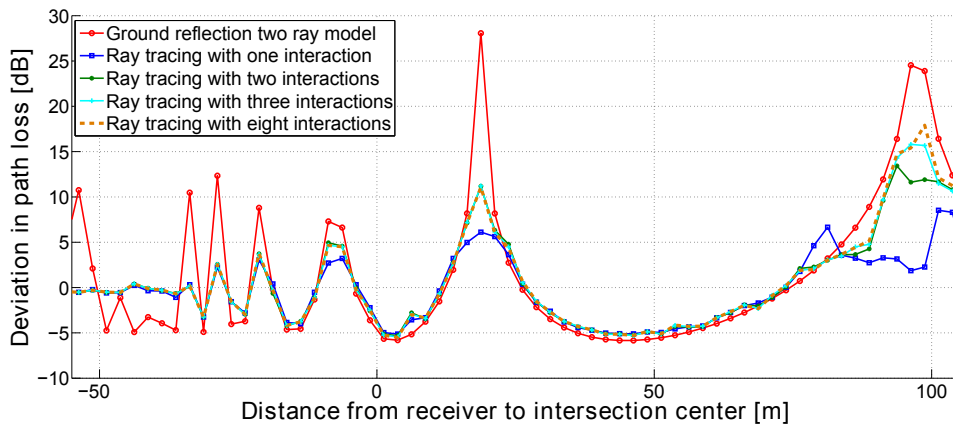 30
25
20
15
10
5
0
−5
−10
Deviation in path loss [dB]
Ground reflection two ray model
Ray tracing with one interaction
Ray tracing with two interactions
Ray tracing with three interactions
Ray tracing with eight interactions
−50 0 50 100
Distance from receiver to intersection center [m]